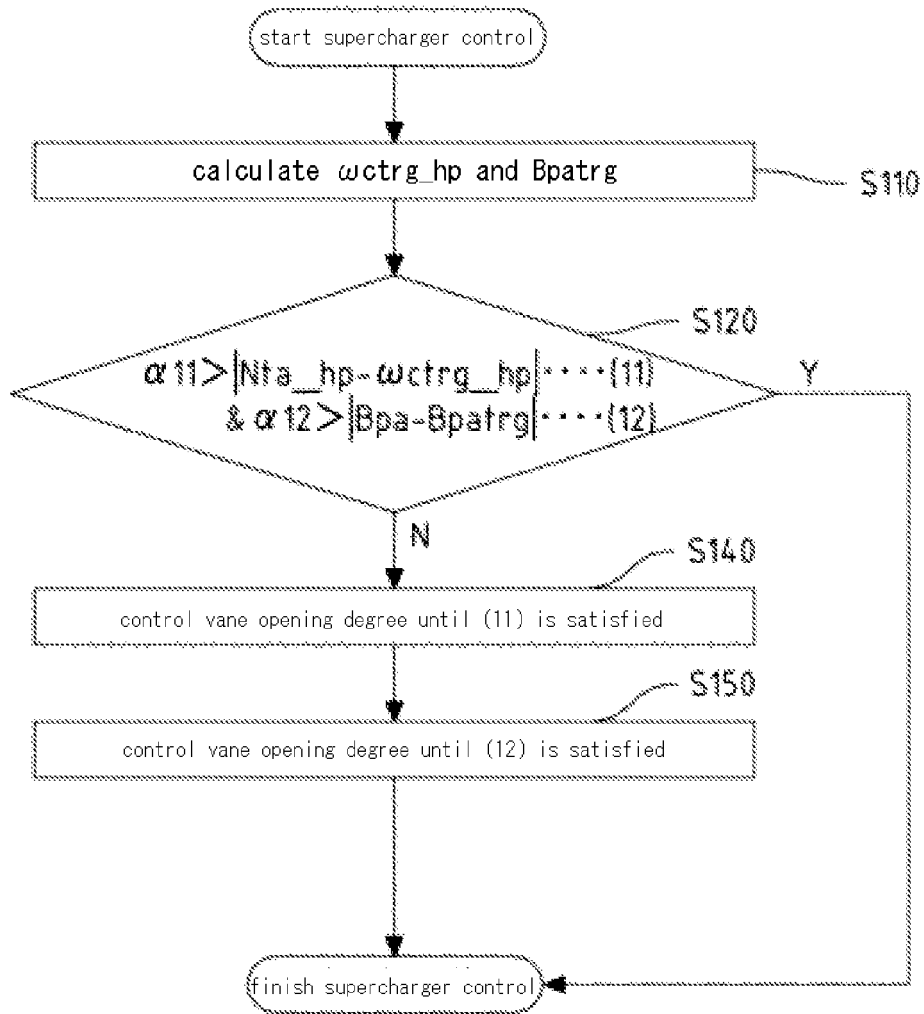 start supercharger control
calculate ωctrg_hp and Bpatrg
S110
S120
α11>|Nta_hp-ωctrg_hp|····(11)
& α12>|Bpa-Bpatrg|····(12)
Y
N
S140
control vane opening degree until (11) is satisfied
S150
control vane opening degree until (12) is satisfied
finish supercharger control